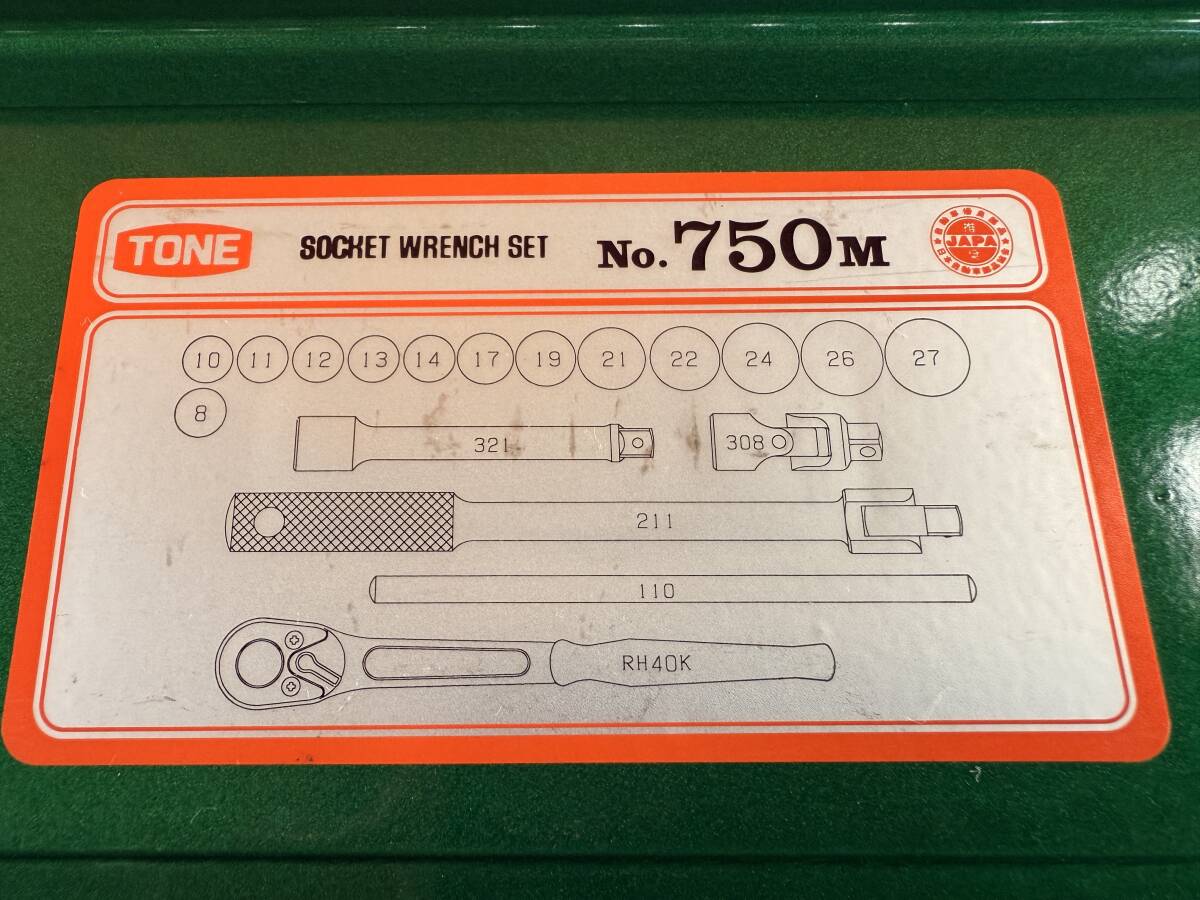 TONE
SOCKET WRENCH SET
No. 750M
JAPA
10 11 12 13 14 17 19 21 22 24 26 27
8
321
308
211
110
RH40K